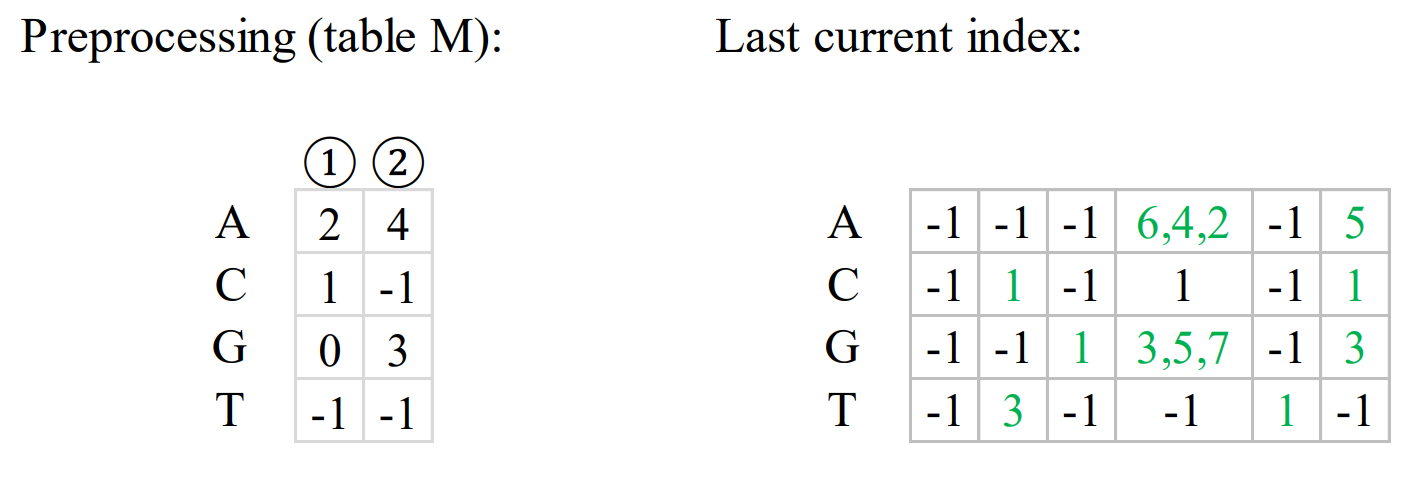 Preprocessing (table M): Last current index:
① ②
A 2 4 A -1 -1 -1 6,4,2 -1 5
C 1 -1 C -1 1 -1 1 -1 1
G 0 3 G -1 -1 1 3,5,7 -1 3
T -1 -1 T -1 3 -1 -1 1 -1